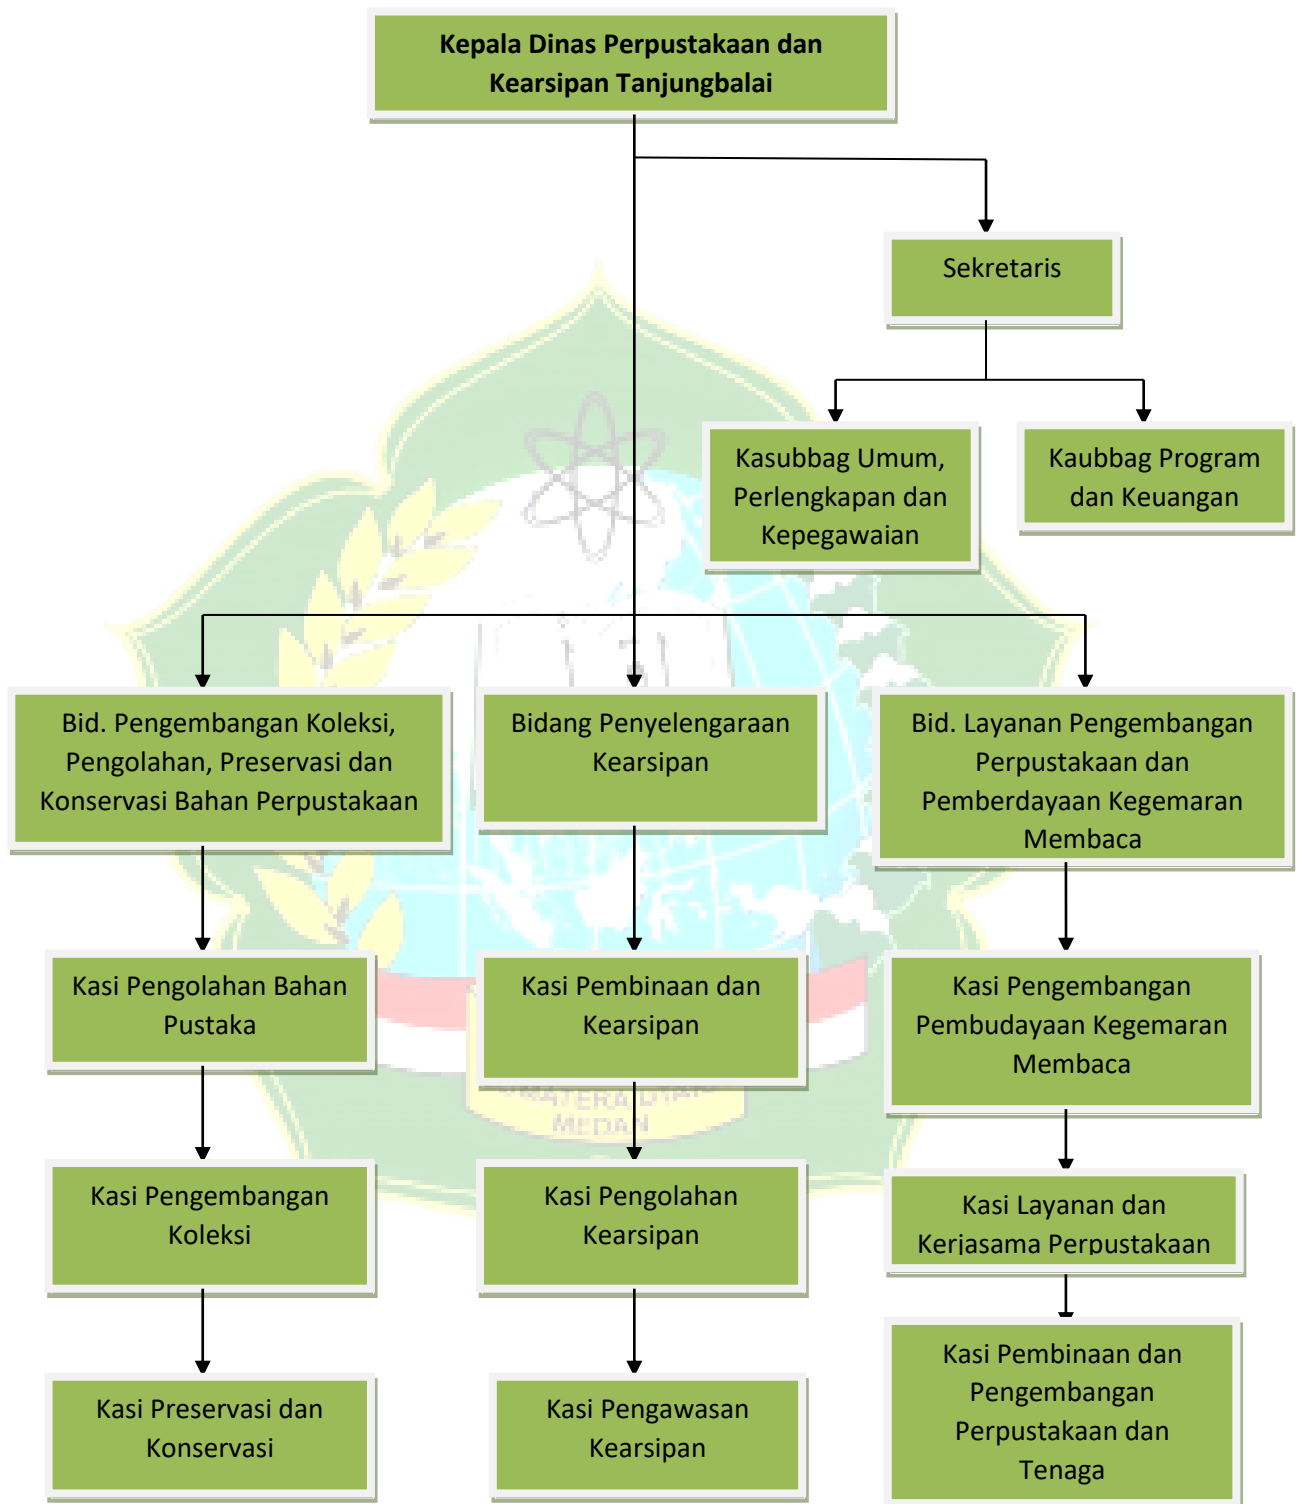 Kepala Dinas Perpustakaan dan
Kearsipan Tanjungbalai
Sekretaris
Kasubbag Umum,
Perlengkapan dan
Kepegawaian
Kaubbag Program
dan Keuangan
Bid. Pengembangan Koleksi,
Pengolahan, Preservasi dan
Konservasi Bahan Perpustakaan
Bidang Penyelengaraan
Kearsipan
Bid. Layanan Pengembangan
Perpustakaan dan
Pemberdayaan Kegemaran
Membaca
Kasi Pengolahan Bahan
Pustaka
Kasi Pembinaan dan
Kearsipan
Kasi Pengembangan
Pembudayaan Kegemaran
Membaca
MEDAN
Kasi Pengembangan
Koleksi
Kasi Pengolahan
Kearsipan
Kasi Layanan dan
Kerjasama Perpustakaan
Kasi Preservasi dan
Konservasi
Kasi Pengawasan
Kearsipan
Kasi Pembinaan dan
Pengembangan
Perpustakaan dan
Tenaga